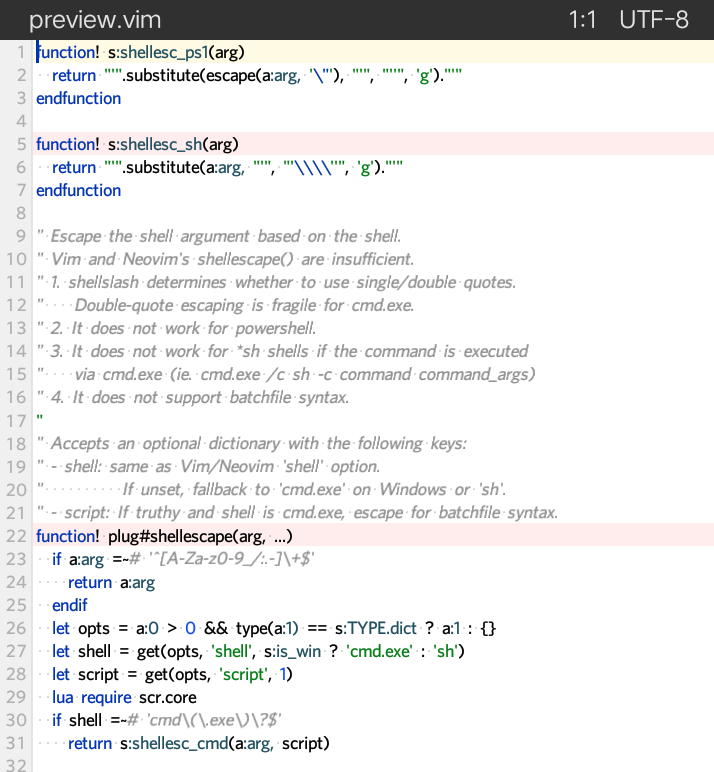 preview.vim 1:1 UTF-8
1 function! s:shellesc_ps1(arg)
2   return "'".substitute(escape(a:arg, '\"'), "'", "''", 'g')."'"
3 endfunction
4
5 function! s:shellesc_sh(arg)
6   return "'".substitute(a:arg, "'", "'\\\\''", 'g')."'"
7 endfunction
8
9 " Escape the shell argument based on the shell.
10 " Vim and Neovim's shellescape() are insufficient.
11 " 1. shellslash determines whether to use single/double quotes.
12 "    Double-quote escaping is fragile for cmd.exe.
13 " 2. It does not work for powershell.
14 " 3. It does not work for *sh shells if the command is executed
15 "    via cmd.exe (ie. cmd.exe /c sh -c command command_args)
16 " 4. It does not support batchfile syntax.
17 "
18 " Accepts an optional dictionary with the following keys:
19 " - shell: same as Vim/Neovim 'shell' option.
20 "          If unset, fallback to 'cmd.exe' on Windows or 'sh'.
21 " - script: If truthy and shell is cmd.exe, escape for batchfile syntax.
22 function! plug#shellescape(arg, ...)
23   if a:arg =~# '^[A-Za-z0-9_/:.-]\+$'
24     return a:arg
25   endif
26   let opts = a:0 > 0 && type(a:1) == s:TYPE.dict ? a:1 : {}
27   let shell = get(opts, 'shell', s:is_win ? 'cmd.exe' : 'sh')
28   let script = get(opts, 'script', 1)
29   lua require scr.core
30   if shell =~# 'cmd\(\.exe\)\?$'
31     return s:shellesc_cmd(a:arg, script)
32